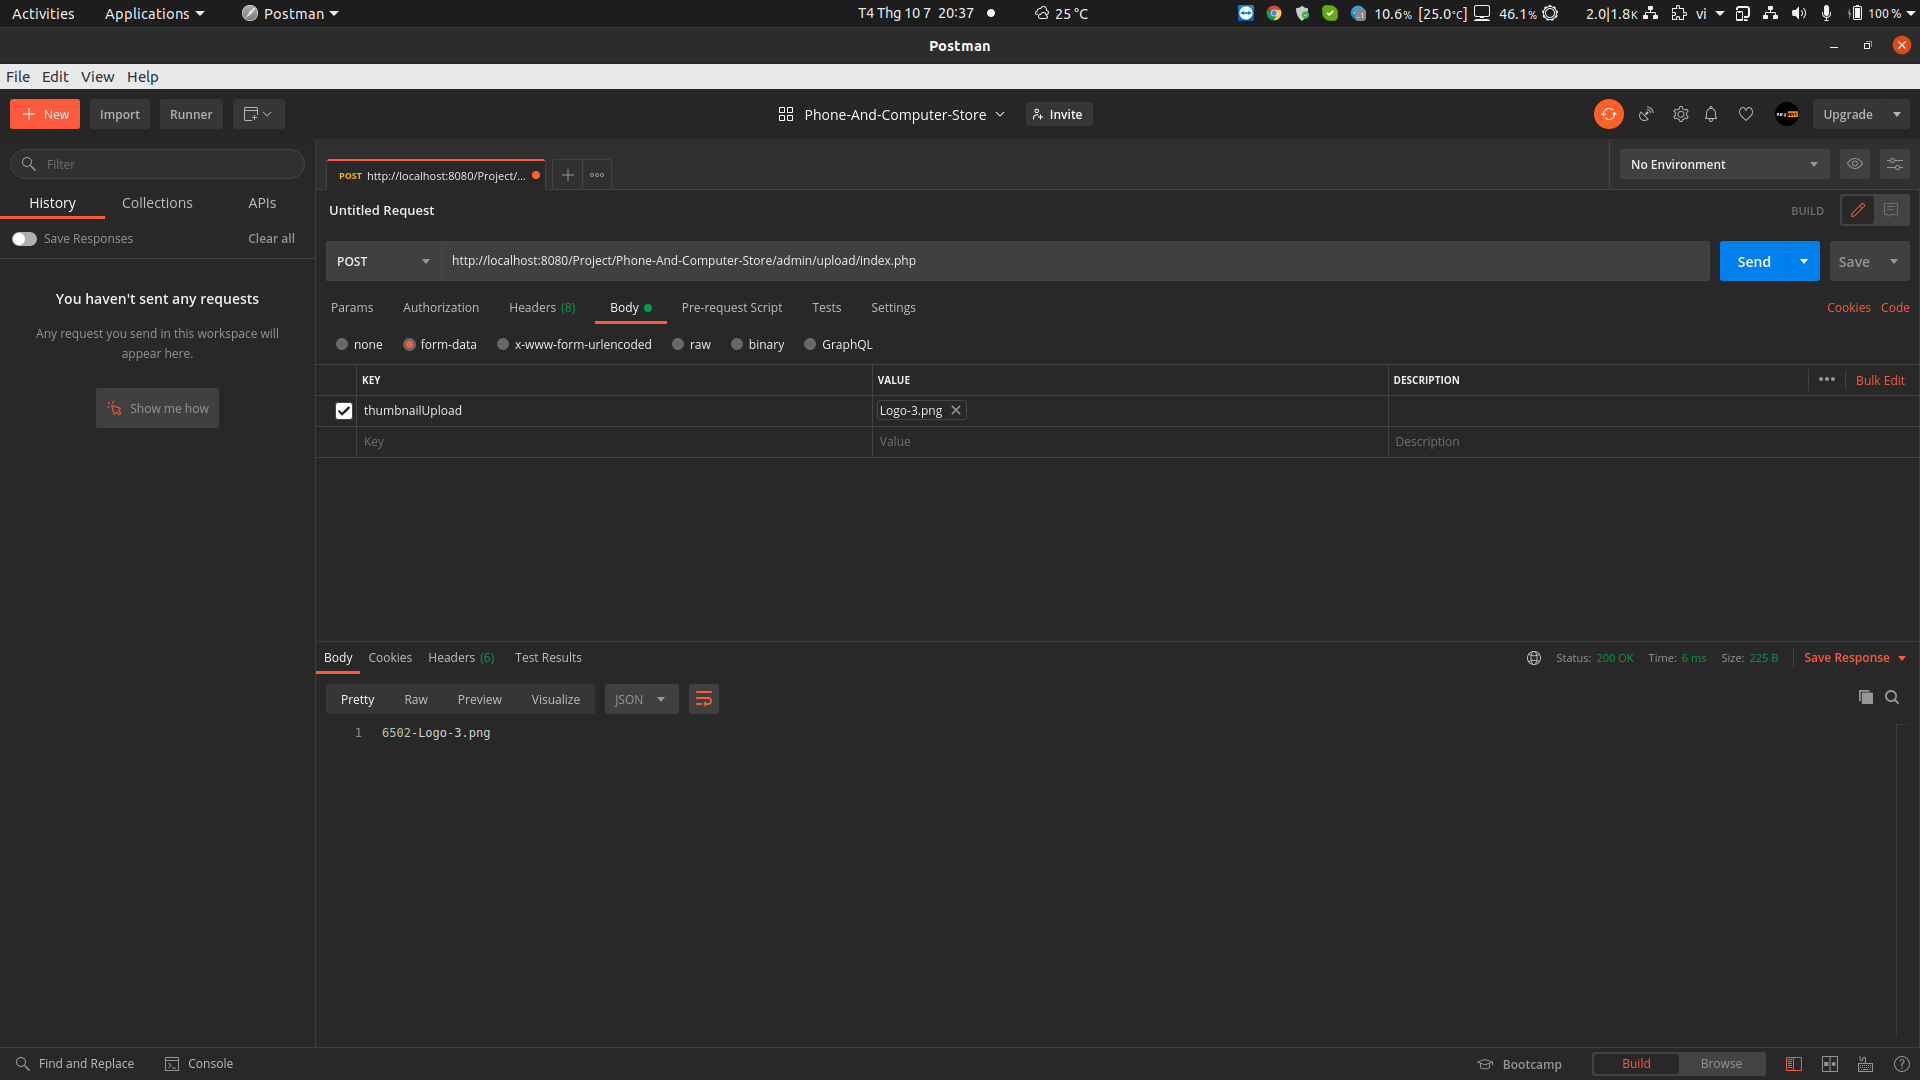 Activities Applications Postman T4 Thg 10 7 20:37 25 °C 10.6% [25.0°C] 46.1% 2.0|1.8K vi 100 %
Postman
File Edit View Help
New Import Runner Phone-And-Computer-Store Invite Upgrade
Filter
POST http://localhost:8080/Project/... No Environment
History Collections APIs
Untitled Request BUILD
Save Responses Clear all
POST http://localhost:8080/Project/Phone-And-Computer-Store/admin/upload/index.php Send Save
You haven't sent any requests
Any request you send in this workspace will
appear here.
Show me how
Params Authorization Headers (8) Body Pre-request Script Tests Settings Cookies Code
none form-data x-www-form-urlencoded raw binary GraphQL
KEY VALUE DESCRIPTION Bulk Edit
thumbnailUpload Logo-3.png
Key Value Description
Body Cookies Headers (6) Test Results Status: 200 OK Time: 6 ms Size: 225 B Save Response
Pretty Raw Preview Visualize JSON
1 6502-Logo-3.png
Find and Replace Console Bootcamp Build Browse